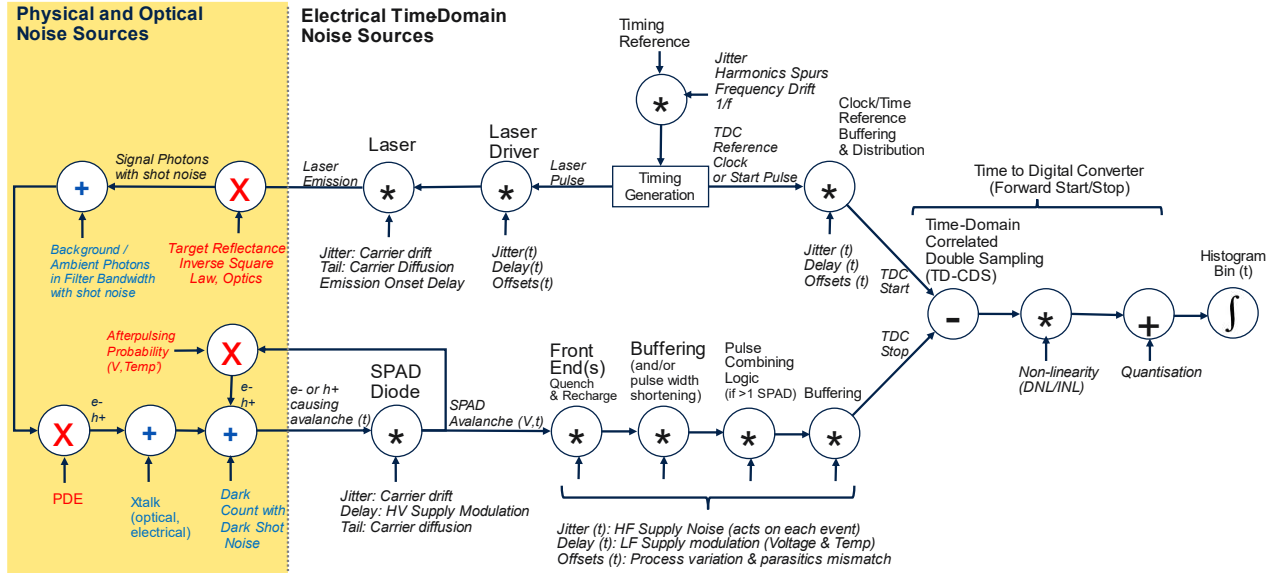 Physical and Optical
Noise Sources
Electrical TimeDomain
Noise Sources
Timing
Reference
*
Jitter
Harmonics Spurs
Frequency Drift
1/f
Clock/Time
Reference
Buffering
& Distribution
Time to Digital Converter
(Forward Start/Stop)
Signal Photons
with shot noise
+
X
Laser
Emission
Laser
*
Laser
Driver
*
Laser
Pulse
Timing
Generation
TDC
Reference
Clock
or Start Pulse
*
Background /
Ambient Photons
in Filter Bandwidth
with shot noise
Target Reflectance
Inverse Square
Law, Optics
Jitter: Carrier drift
Tail: Carrier Diffusion
Emission Onset Delay
Jitter(t)
Delay(t)
Offsets(t)
Jitter (t)
Delay (t)
Offsets (t)
TDC
Start
Time-Domain
Correlated
Double Sampling
(TD-CDS)
Histogram
Bin (t)
-
*
+
∫
TDC
Stop
Non-linearity
(DNL/INL)
Quantisation
Afterpulsing
Probability
(V,Temp')
X
e-
h+
e-
h+
X
+
+
e- or h+
causing
avalanche (t)
SPAD
Diode
*
SPAD
Avalanche (V,t)
Front
End(s)
Quench
& Recharge
*
Buffering
(and/or
pulse width
shortening)
*
Pulse
Combining
Logic
(if >1 SPAD)
*
Buffering
*
PDE
Xtalk
(optical,
electrical)
Dark
Count with
Dark Shot
Noise
Jitter: Carrier drift
Delay: HV Supply Modulation
Tail: Carrier diffusion
Jitter (t): HF Supply Noise (acts on each event)
Delay (t): LF Supply modulation (Voltage & Temp)
Offsets (t): Process variation & parasitics mismatch